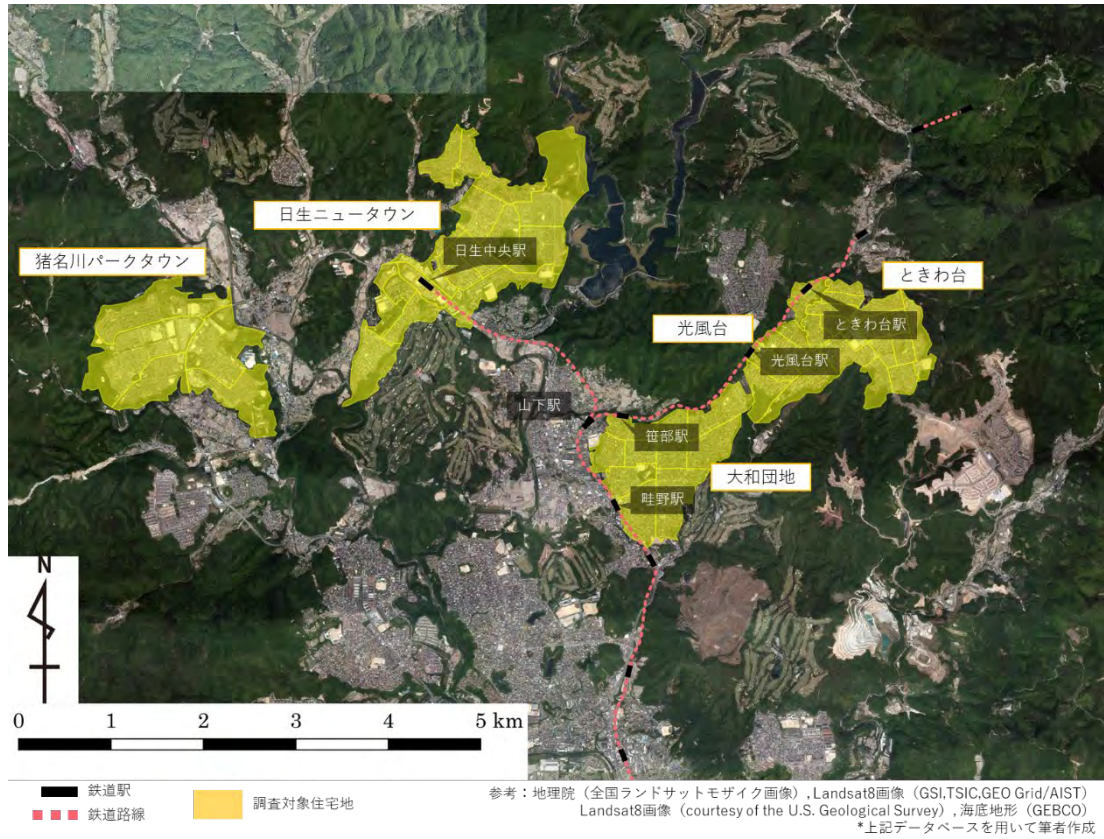 日生ニュータウン
日生中央駅
猪名川パークタウン
ときわ台
光風台
ときわ台駅
光風台駅
山下駅
笹部駅
大和団地
畦野駅
N
0 1 2 3 4 5 km
鉄道駅
鉄道路線
調査対象住宅地
参考：地理院（全国ランドサットモザイク画像）,Landsat8画像（GSI,TSIC,GEO Grid/AIST）
Landsat8画像（courtesy of the U.S. Geological Survey）,海底地形（GEBCO）
*上記データベースを用いて筆者作成